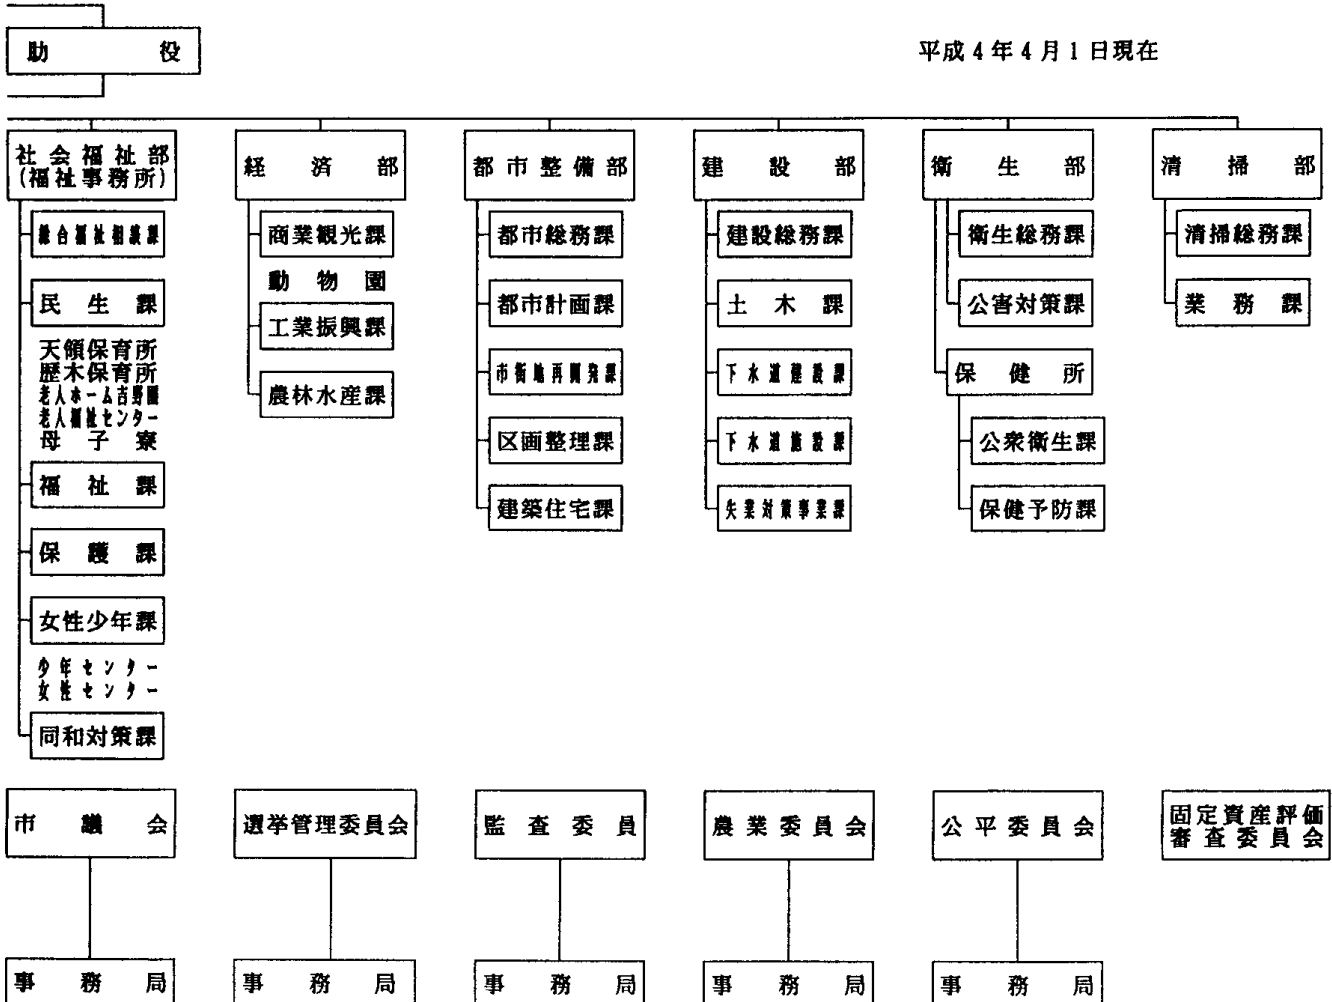 助役
平成4年4月1日現在
社会福祉部
(福祉事務所)
総合福祉相談課
民生課
天領保育所
歴木保育所
老人ホーム吉野園
老人福祉センター
母子寮
福祉課
保護課
女性少年課
少年センター
女性センター
同和対策課
経済部
商業観光課
動物園
工業振興課
農林水産課
都市整備部
都市総務課
都市計画課
市街地再開発課
区画整理課
建築住宅課
建設部
建設総務課
土木課
下水道建設課
下水道施設課
失業対策事業課
衛生部
衛生総務課
公害対策課
保健所
公衆衛生課
保健予防課
清掃部
清掃総務課
業務課
市議会
事務局
選挙管理委員会
事務局
監査委員
事務局
農業委員会
事務局
公平委員会
事務局
固定資産評価
審査委員会